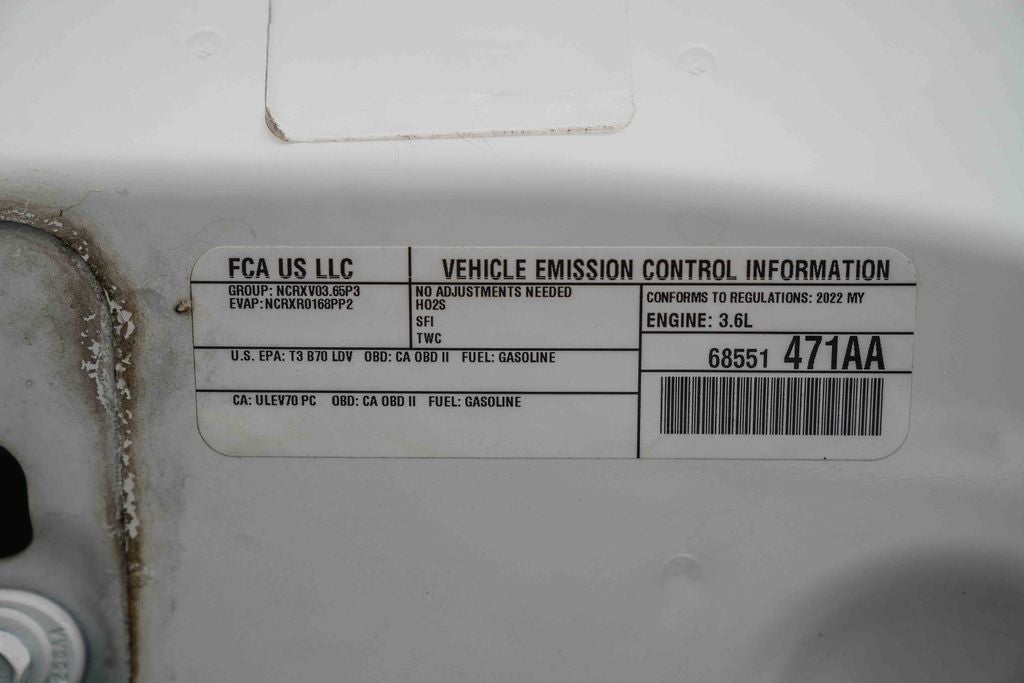 FCA US LLC
VEHICLE EMISSION CONTROL INFORMATION
GROUP: NCRXV03.65P3
EVAP:NCRXR0168PP2
NO ADJUSTMENTS NEEDED
HO2S
SFI
TWC
CONFORMS TO REGULATIONS: 2022 MY
ENGINE: 3.6L
68551 471AA
U.S. EPA: T3 B70 LDV OBD: CA OBD II FUEL: GASOLINE
CA: ULEV70 PC OBD: CA OBD II FUEL: GASOLINE